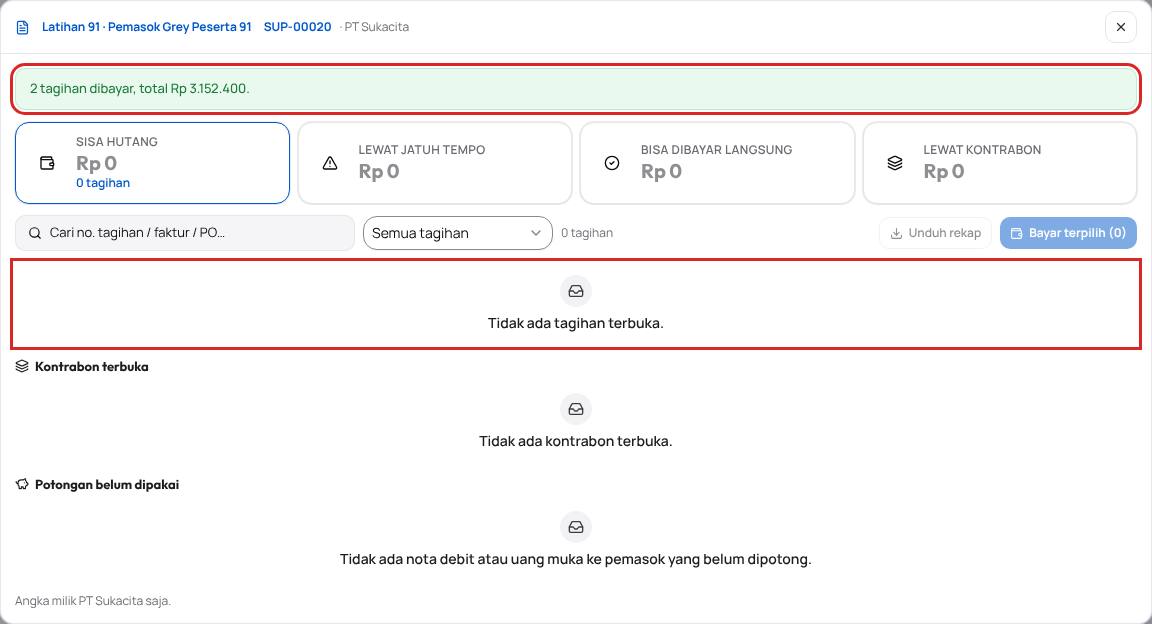 Latihan 91 · Pemasok Grey Peserta 91 SUP-00020 · PT Sukacita
2 tagihan dibayar, total Rp 3.152.400.
SISA HUTANG
Rp 0
0 tagihan
LEWAT JATUH TEMPO
Rp 0
BISA DIBAYAR LANGSUNG
Rp 0
LEWAT KONTRABON
Rp 0
Cari no. tagihan / faktur / PO... Semua tagihan 0 tagihan Unduh rekap Bayar terpilih (0)
Tidak ada tagihan terbuka.
Kontrabon terbuka
Tidak ada kontrabon terbuka.
Potongan belum dipakai
Tidak ada nota debit atau uang muka ke pemasok yang belum dipotong.
Angka milik PT Sukacita saja.